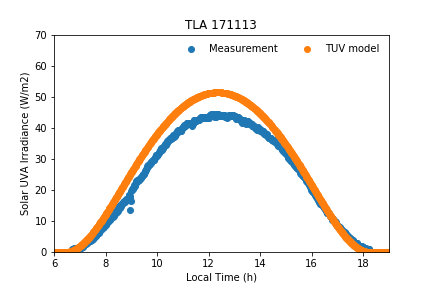 TLA 171113
Measurement TUV model
70
60
50
40
30
20
10
0
Solar UVA Irradiance (W/m2)
6 8 10 12 14 16 18
Local Time (h)